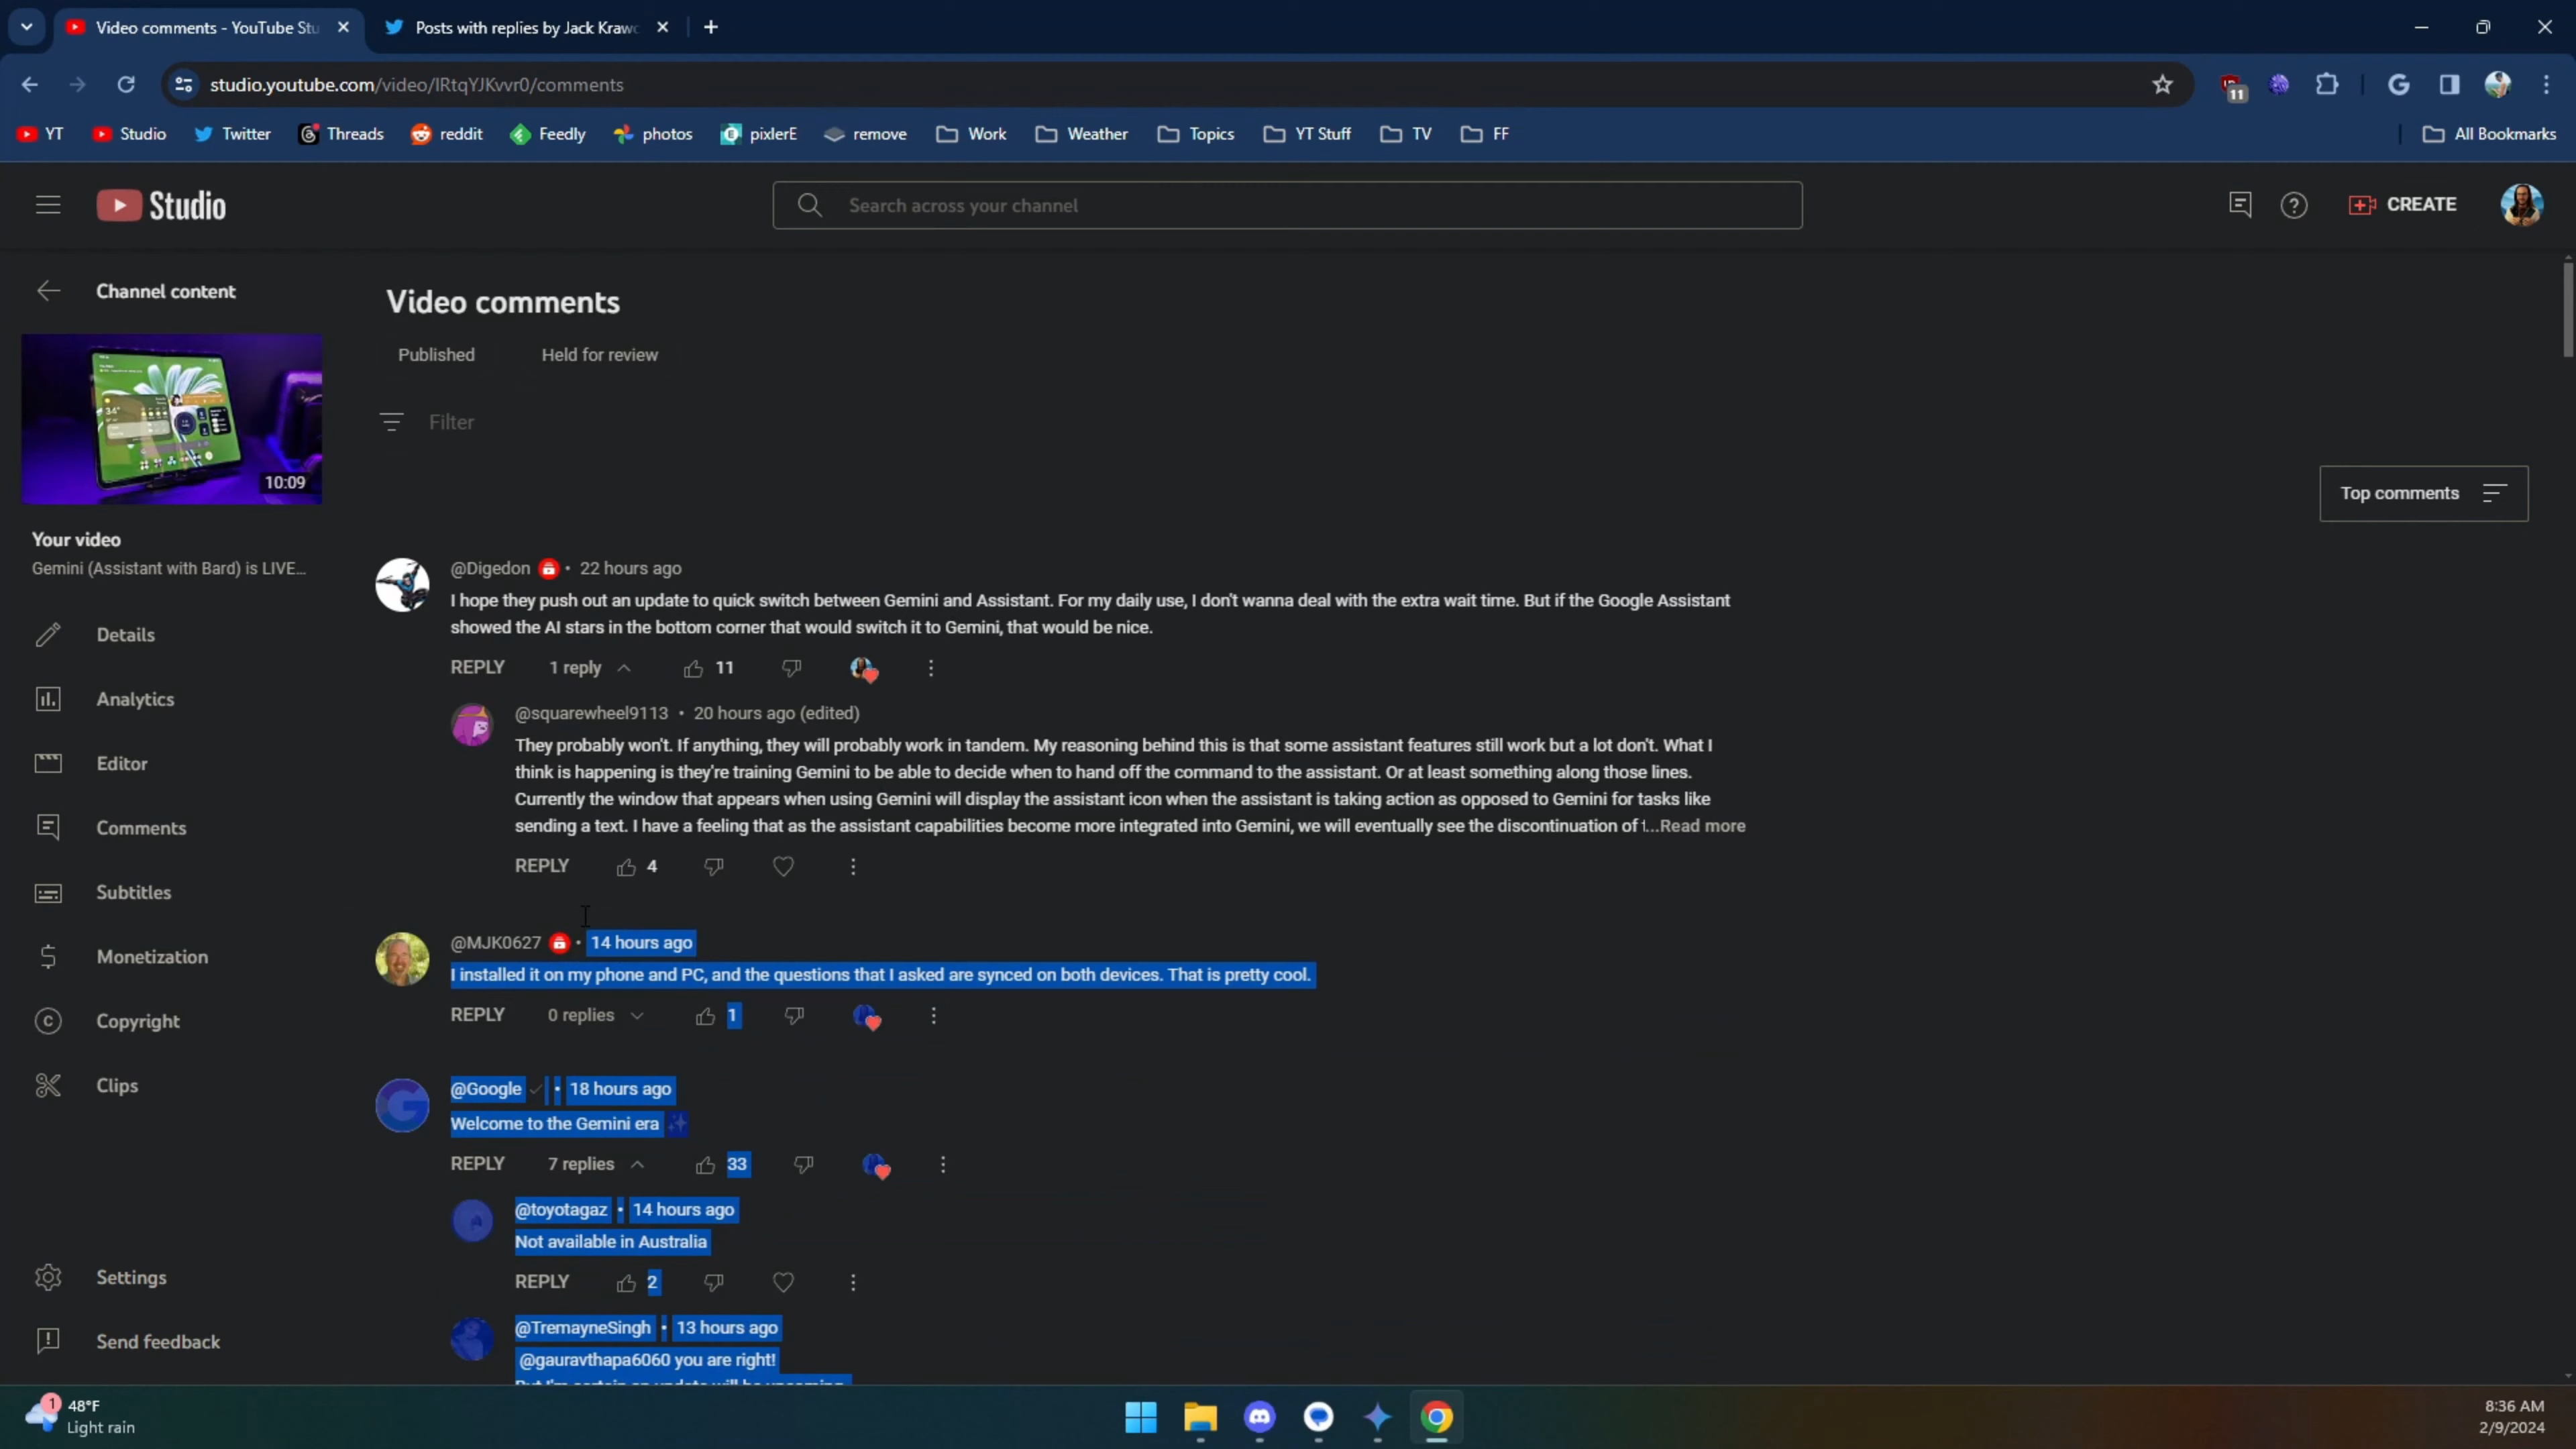 Video comments - YouTube Stu
Posts with replies by Jack Kraw
studio.youtube.com/video/IRtqYJKvvr0/comments
11
YT
Studio
Twitter
Threads
reddit
Feedly
photos
pixlerE
remove
Work
Weather
Topics
YT Stuff
TV
FF
All Bookmarks
Studio
Search across your channel
CREATE
Channel content
10:09
Your video
Gemini (Assistant with Bard) is LIVE...
Details
Analytics
Editor
Comments
Subtitles
Monetization
Copyright
Clips
Settings
Send feedback
Video comments
Published
Held for review
Filter
Top comments
@Digedon • 22 hours ago
I hope they push out an update to quick switch between Gemini and Assistant. For my daily use, I don't wanna deal with the extra wait time. But if the Google Assistant
showed the AI stars in the bottom corner that would switch it to Gemini, that would be nice.
REPLY 1 reply 11
@squarewheel9113 • 20 hours ago (edited)
They probably won't. If anything, they will probably work in tandem. My reasoning behind this is that some assistant features still work but a lot don't. What I
think is happening is they're training Gemini to be able to decide when to hand off the command to the assistant. Or at least something along those lines.
Currently the window that appears when using Gemini will display the assistant icon when the assistant is taking action as opposed to Gemini for tasks like
sending a text. I have a feeling that as the assistant capabilities become more integrated into Gemini, we will eventually see the discontinuation of t...Read more
REPLY 4
@MJK0627 • 14 hours ago
I installed it on my phone and PC, and the questions that I asked are synced on both devices. That is pretty cool.
REPLY 0 replies 1
@Google • 18 hours ago
Welcome to the Gemini era ✨
REPLY 7 replies 33
@toyotagaz • 14 hours ago
Not available in Australia
REPLY 2
@TremayneSingh • 13 hours ago
@gauravthapa6060 you are right!
But I'm certain an update will be upcoming
1
48°F
Light rain
8:36 AM
2/9/2024